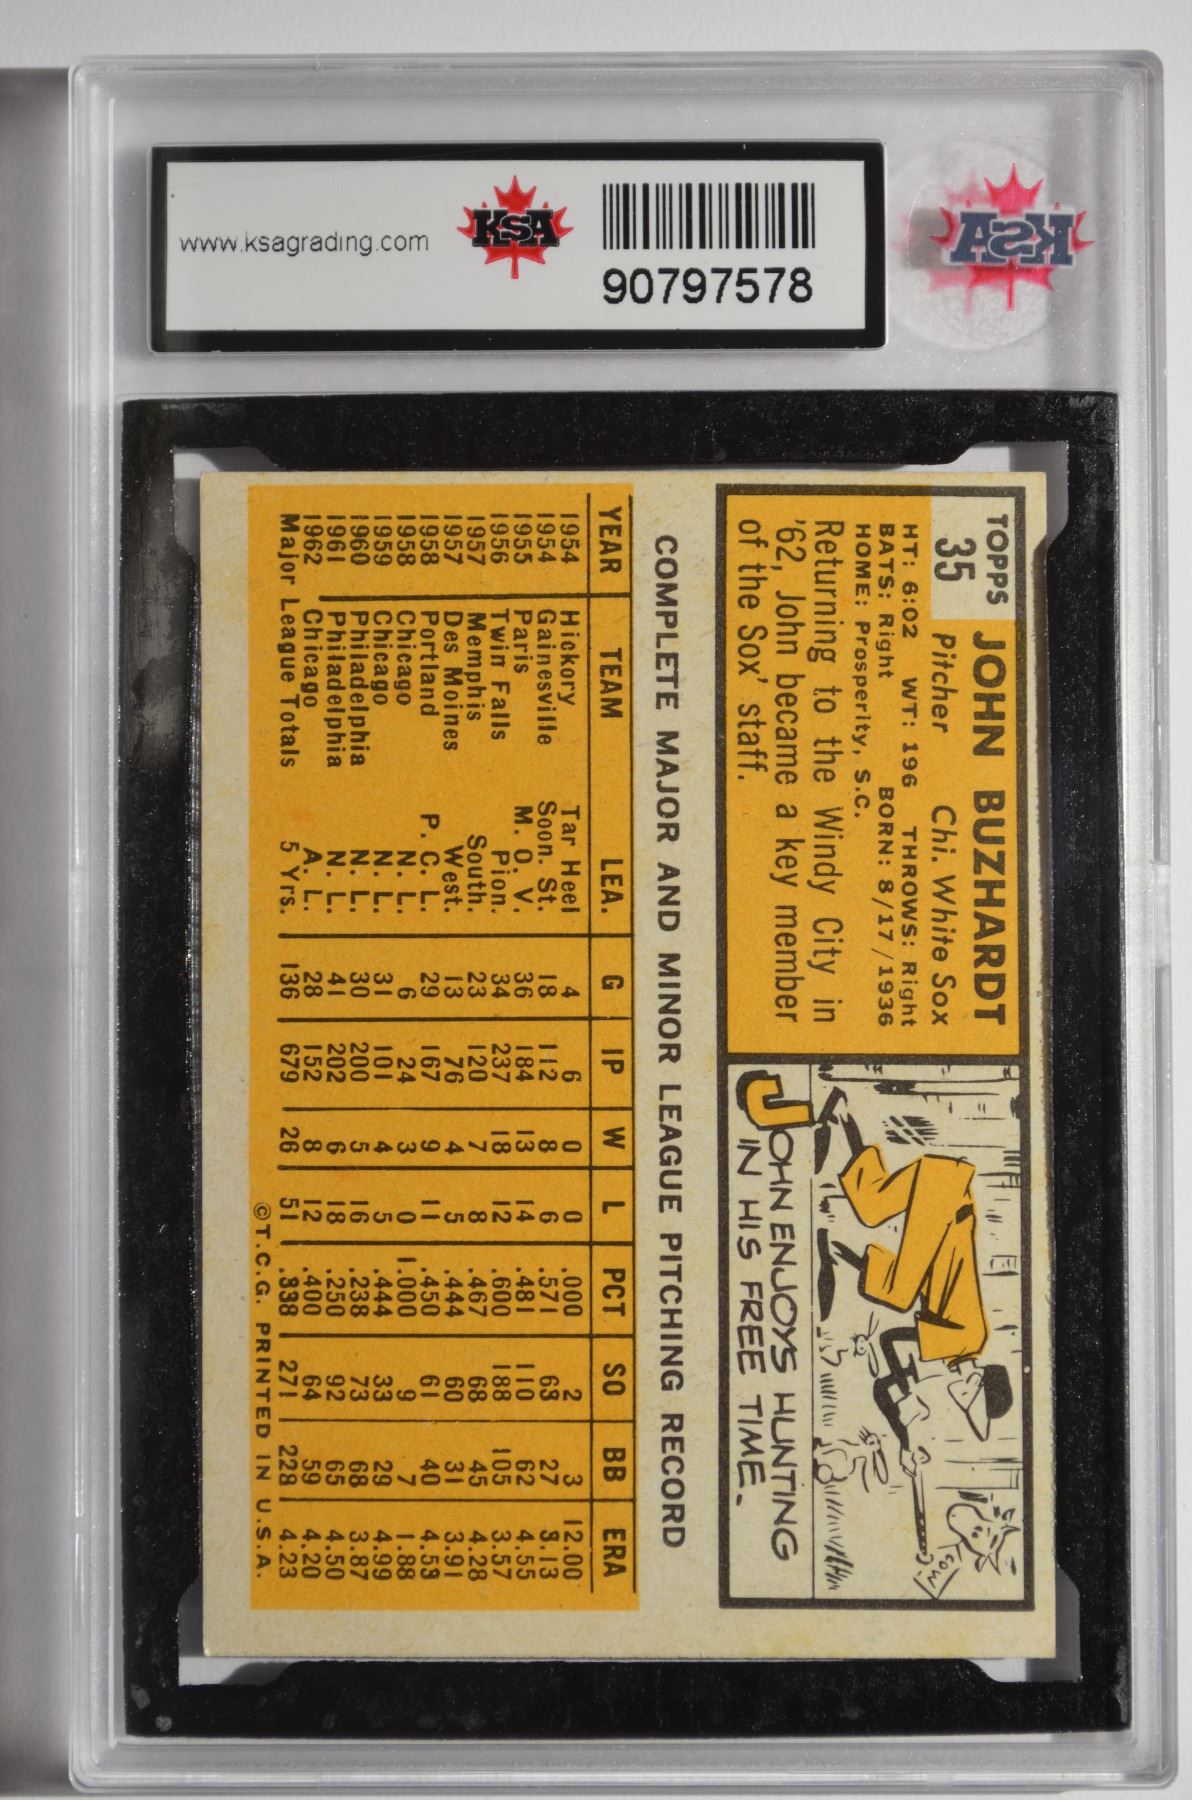 www.ksagrading.com
KSA
90797578
KSA
TOPPS
35
JOHN BUZHARDT
Pitcher Chi. White Sox
HT: 6:02 WT: 196 THROWS: Right
BATS: Right BORN: 8/17/1936
HOME: Prosperity, S.C.
Returning to the Windy City in
'62, John became a key member
of the Sox' staff.
COW
JOHN ENJOYS HUNTING
IN HIS FREE TIME.
COMPLETE MAJOR AND MINOR LEAGUE PITCHING RECORD
YEAR TEAM LEA. G IP W L PCT SO BB ERA
1954 Hickory Tar Heel 4 6 0 0 .000 2 3 12.00
1954 Gainesville Soon. St. 18 112 8 6 .571 63 27 3.13
1955 Paris M. O. V. 36 184 13 14 .481 110 62 4.55
1956 Twin Falls Pion. 34 237 18 12 .600 188 105 3.57
1957 Memphis South. 23 120 7 8 .467 68 45 4.28
1957 Des Moines West. 13 76 4 5 .444 60 31 3.91
1958 Portland P. C. L. 29 167 9 11 .450 61 40 4.53
1958 Chicago N. L. 6 24 3 0 1.000 9 7 1.88
1959 Chicago N. L. 31 101 4 5 .444 33 29 4.99
1960 Philadelphia N. L. 30 200 5 16 .238 73 68 3.87
1961 Philadelphia N. L. 41 202 6 18 .250 92 65 4.50
1962 Chicago A. L. 28 152 8 12 .400 64 59 4.20
Major League Totals 5 Yrs. 136 679 26 51 .338 271 228 4.23
©T.C.G. PRINTED IN U.S.A.